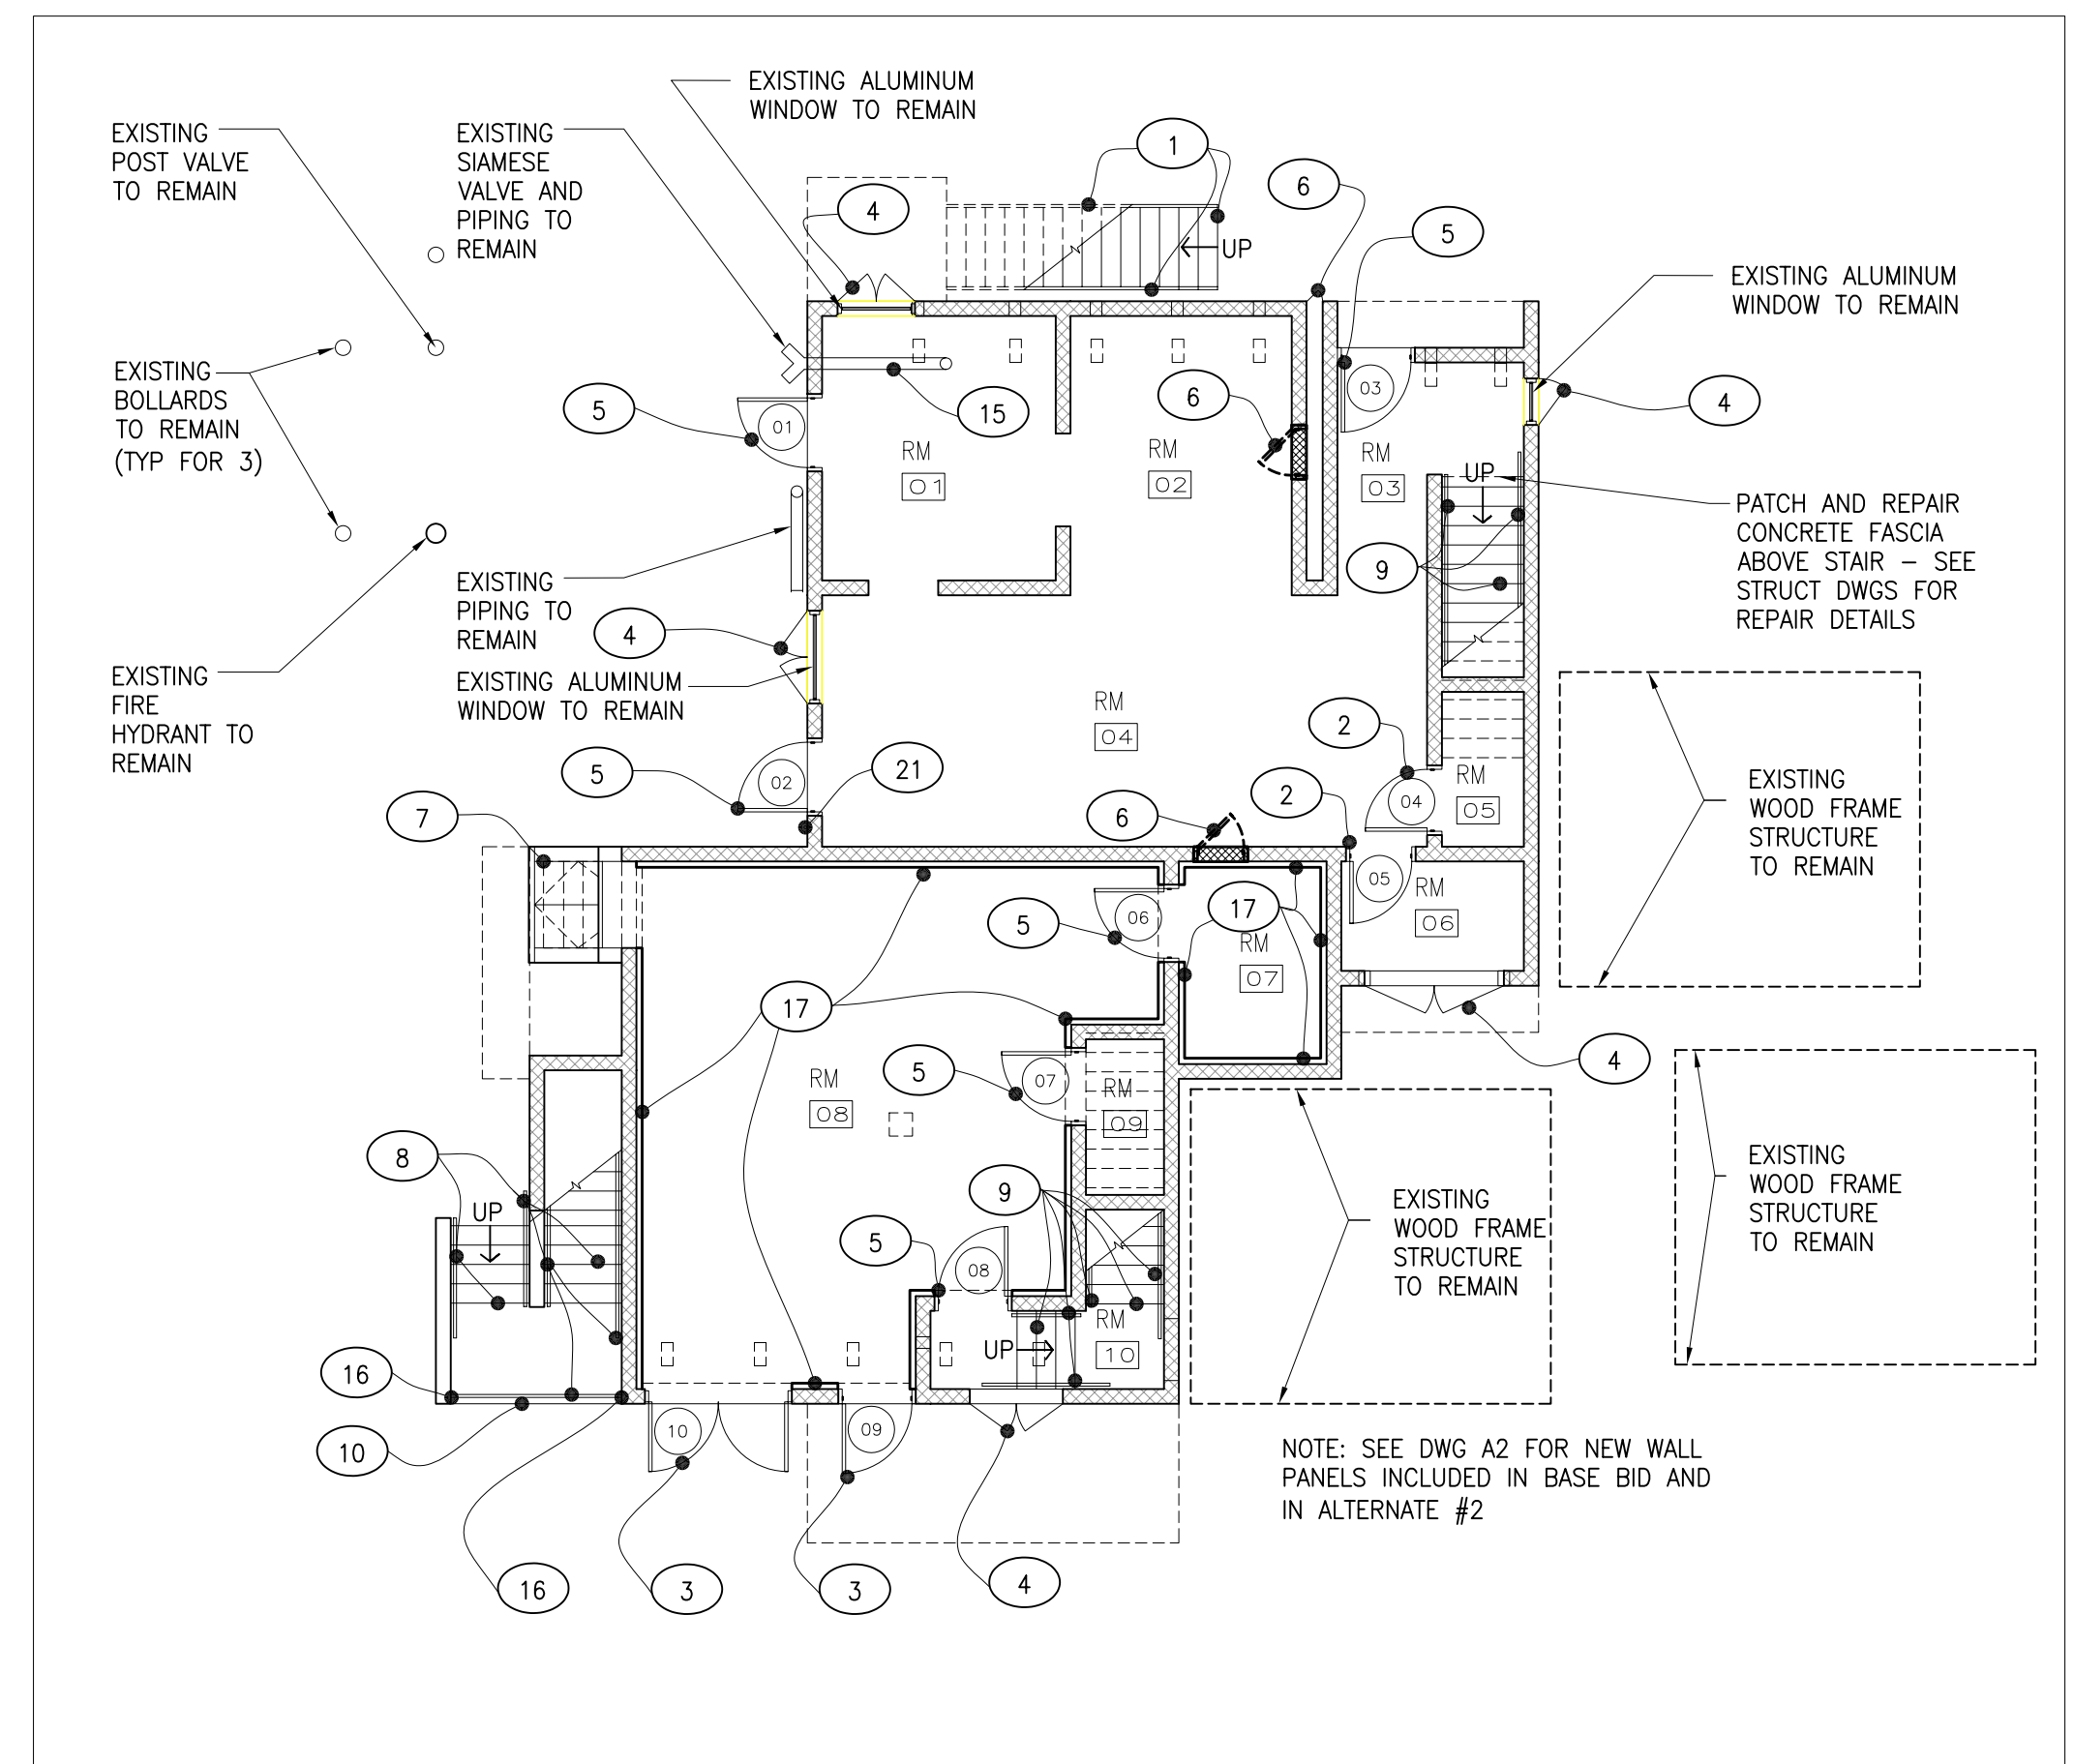 EXISTING ALUMINUM
WINDOW TO REMAIN
EXISTING
POST VALVE
TO REMAIN
EXISTING
SIAMESE
VALVE AND
PIPING TO
REMAIN
1
6
4
5
UP
EXISTING ALUMINUM
WINDOW TO REMAIN
EXISTING
BOLLARDS
TO REMAIN
(TYP FOR 3)
5
01
15
6
03
4
RM
01
RM
02
RM
03
UP
9
PATCH AND REPAIR
CONCRETE FASCIA
ABOVE STAIR – SEE
STRUCT DWGS FOR
REPAIR DETAILS
EXISTING
PIPING TO
REMAIN
4
EXISTING ALUMINUM
WINDOW TO REMAIN
EXISTING
FIRE
HYDRANT TO
REMAIN
RM
04
2
5
02
21
2
04
RM
05
EXISTING
WOOD FRAME
STRUCTURE
TO REMAIN
7
6
05
RM
06
5
06
17
RM
07
17
4
5
07
RM
08
RM
09
EXISTING
WOOD FRAME
STRUCTURE
TO REMAIN
8
UP
9
5
08
EXISTING
WOOD FRAME
STRUCTURE
TO REMAIN
UP
RM
10
16
10
10
09
NOTE: SEE DWG A2 FOR NEW WALL
PANELS INCLUDED IN BASE BID AND
IN ALTERNATE #2
16
3
3
4